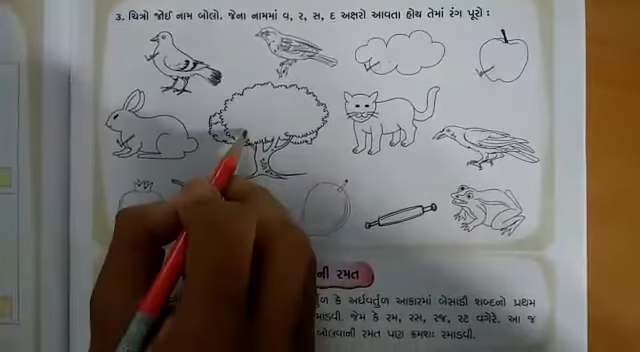 ૩. ચિત્રો જોઈ નામ બોલો. જેના નામમાં વ, ર, સ, દ અક્ષરો આવતા હોય તેમાં રંગ પૂરો :
ની રમત
કે અર્ધવર્તુળ આકારમાં બેસાડી શબ્દનો પ્રથમ
માડવી. જેમ કે રમ, રસ, રજ, રટ વગેરે. આ જ
બોલવાની રમત પણ ક્રમશઃ રમાડવી.